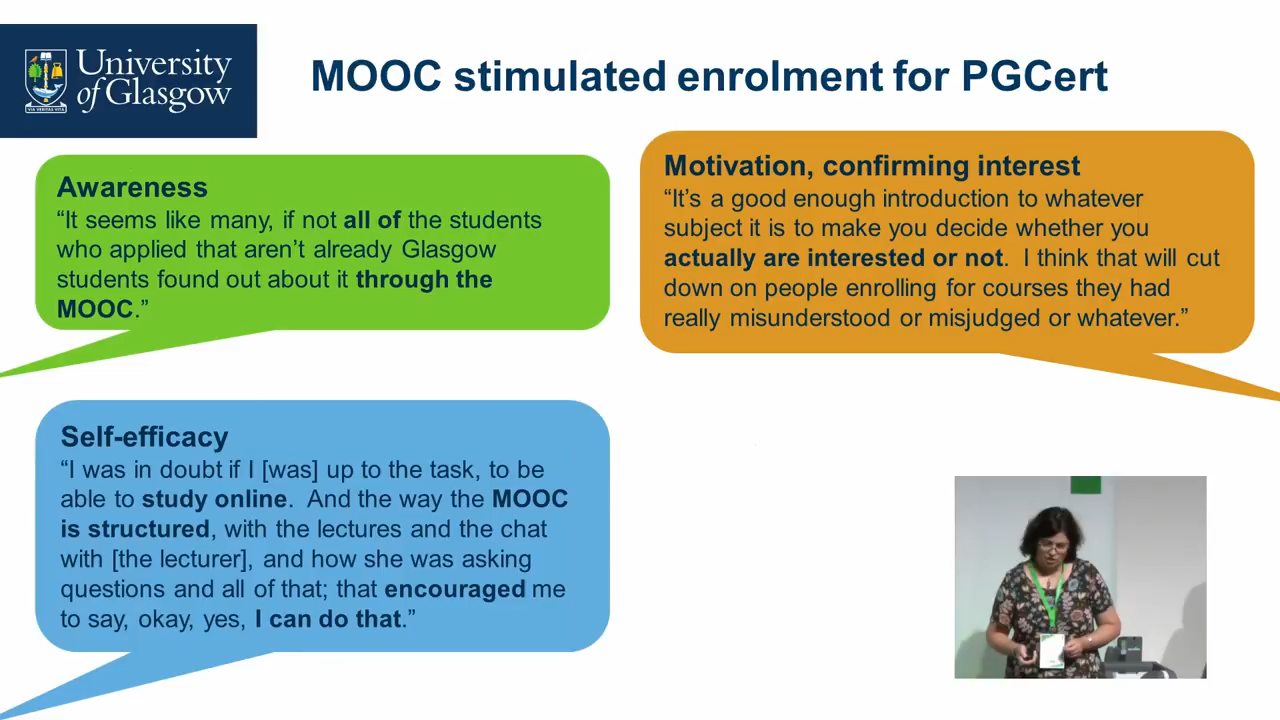 University
of Glasgow
VIA VERITAS VITA
MOOC stimulated enrolment for PGCert
Awareness
“It seems like many, if not all of the students
who applied that aren’t already Glasgow
students found out about it through the
MOOC.”
Motivation, confirming interest
“It’s a good enough introduction to whatever
subject it is to make you decide whether you
actually are interested or not.  I think that will cut
down on people enrolling for courses they had
really misunderstood or misjudged or whatever.”
Self-efficacy
“I was in doubt if I [was] up to the task, to be
able to study online.  And the way the MOOC
is structured, with the lectures and the chat
with [the lecturer], and how she was asking
questions and all of that; that encouraged me
to say, okay, yes, I can do that.”